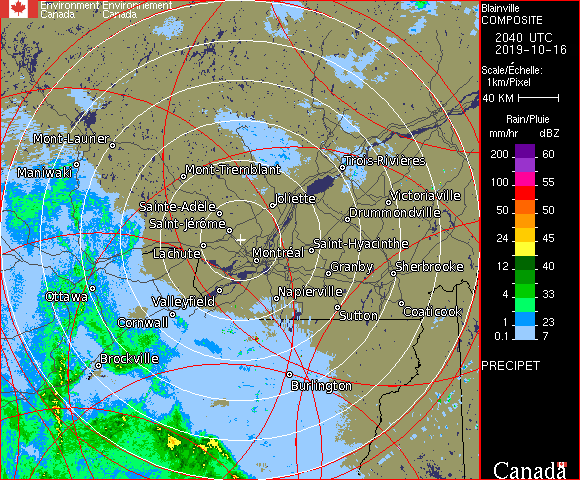 Environment Environnement
Canada Canada
Blainville
COMPOSITE
2040 UTC
2019-10-16
Scale/Échelle:
1km/Pixel
40 KM
Rain/Pluie
mm/hr dBZ
200 60
100 55
50 50
24 45
12 40
4 33
1 23
0.1 7
PRECIPET
Canada
Mont-Laurier
Maniwaki
Mont-Tremblant
Trois-Rivières
Joliette
Victoriaville
Sainte-Adèle
Drummondville
Saint-Jérôme
Lachute
Montréal
Saint-Hyacinthe
Granby
Sherbrooke
Ottawa
Valleyfield
Napierville
Cornwall
Sutton
Coaticook
Brockville
Burlington